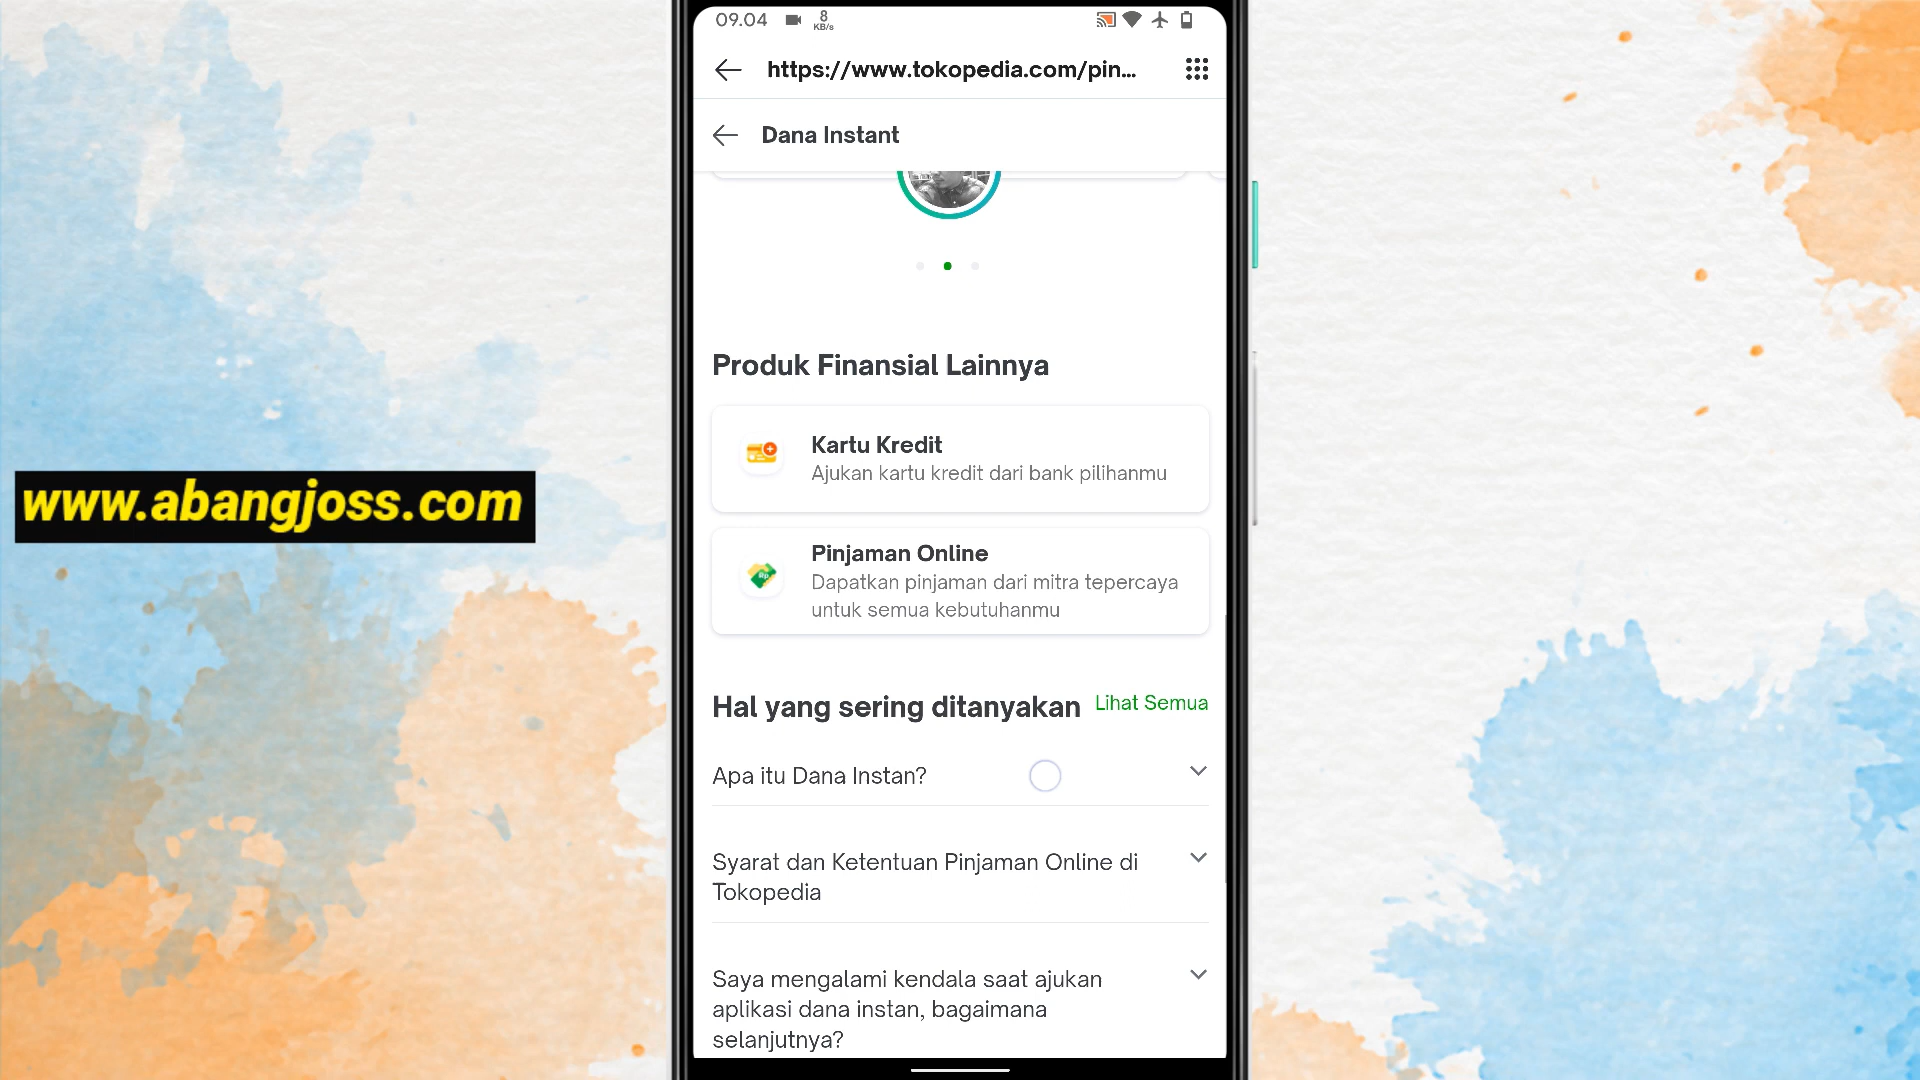 09.04
8
KB/s
https://www.tokopedia.com/pin...
Dana Instant
Produk Finansial Lainnya
Kartu Kredit
Ajukan kartu kredit dari bank pilihanmu
Rp
Pinjaman Online
Dapatkan pinjaman dari mitra tepercaya
untuk semua kebutuhanmu
Hal yang sering ditanyakan
Lihat Semua
Apa itu Dana Instan?
Syarat dan Ketentuan Pinjaman Online di
Tokopedia
Saya mengalami kendala saat ajukan
aplikasi dana instan, bagaimana
selanjutnya?
www.abangjoss.com